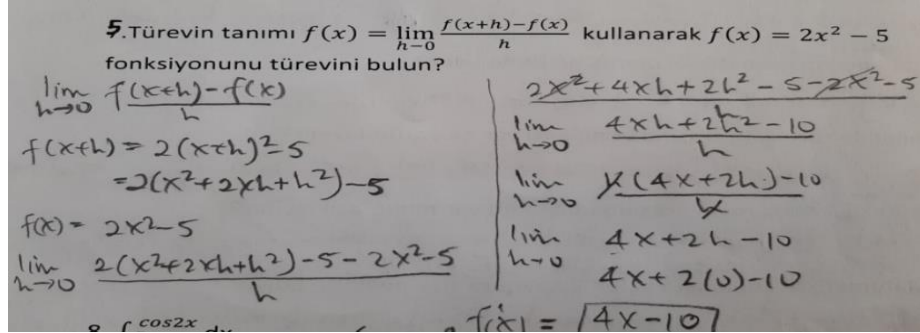 5.Türevin tanımı f(x) = lim h→0 f(x+h)−f(x) / h kullanarak f(x) = 2x² − 5
fonksiyonunu türevini bulun?
lim h→0 f(x+h)-f(x) / h
f(x+h) = 2(x+h)²-5
=2(x²+2xh+h²)-5
f(x) = 2x²-5
lim h→0 2(x²+2xh+h²)-5-2x²-5 / h
2x²+4xh+2h²-5-2x²-5
lim h→0 4xh+2h²-10 / h
lim h→0 h(4x+2h)-10 / h
lim h→0 4x+2h-10
4x+2(0)-10
f'(x) = 4x-10
cos2x